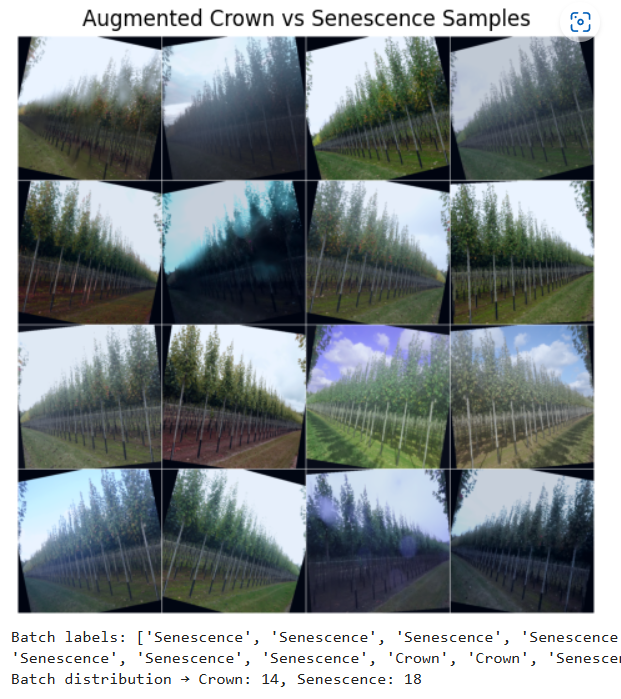 Augmented Crown vs Senescence Samples
Batch labels: ['Senescence', 'Senescence', 'Senescence', 'Senescence
'Senescence', 'Senescence', 'Senescence', 'Crown', 'Crown', 'Senescen
Batch distribution → Crown: 14, Senescence: 18